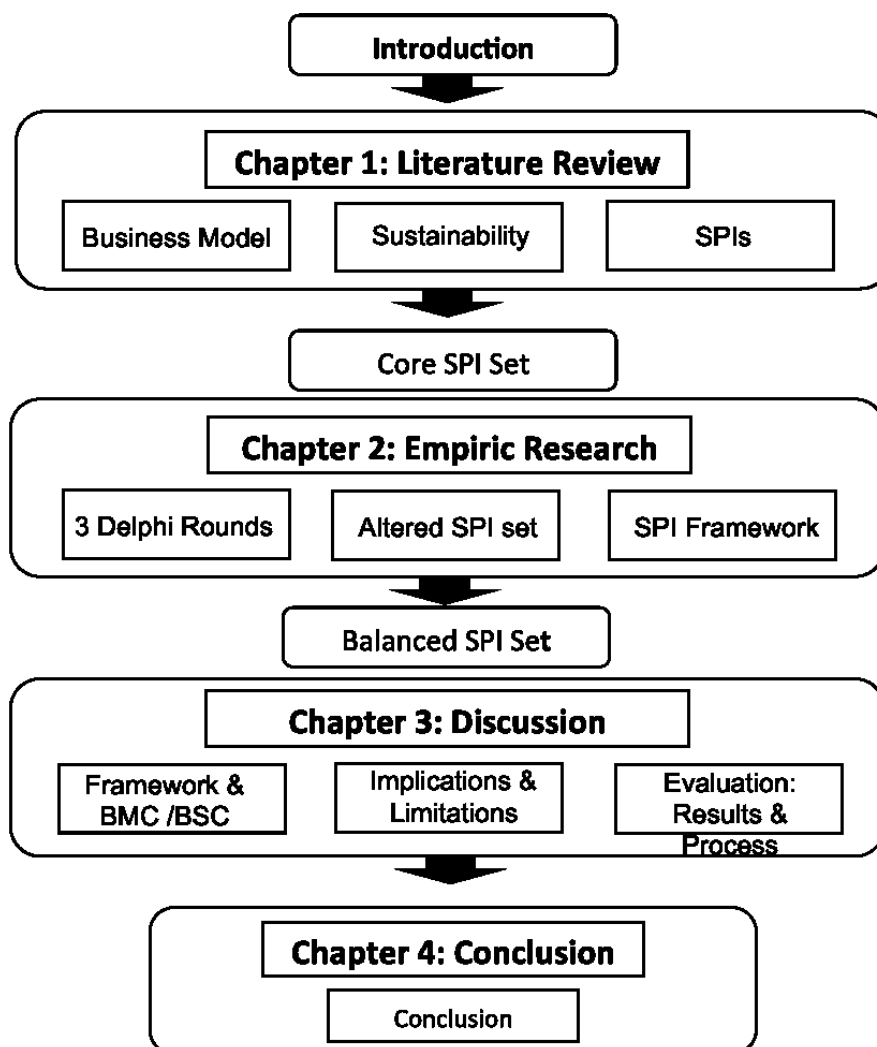 Introduction
Chapter 1: Literature Review
Business Model
Sustainability
SPIs
Core SPI Set
Chapter 2: Empiric Research
3 Delphi Rounds
Altered SPI set
SPI Framework
Balanced SPI Set
Chapter 3: Discussion
Framework &
BMC /BSC
Implications &
Limitations
Evaluation:
Results &
Process
Chapter 4: Conclusion
Conclusion